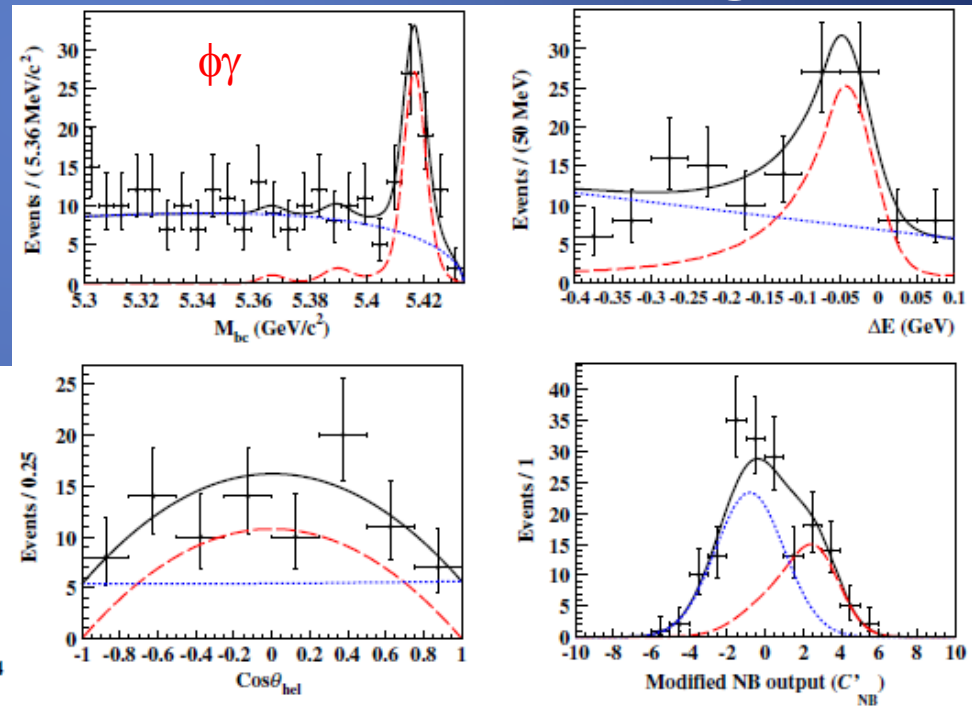 ϕγ
Events / (5.36 MeV/c²)
0 5 10 15 20 25 30
5.3 5.32 5.34 5.36 5.38 5.4 5.42
M_bc (GeV/c²)
Events / (50 MeV)
0 5 10 15 20 25 30
-0.4 -0.35 -0.3 -0.25 -0.2 -0.15 -0.1 -0.05 0 0.05 0.1
ΔE (GeV)
Events / 0.25
0 5 10 15 20 25
-1 -0.8 -0.6 -0.4 -0.2 0 0.2 0.4 0.6 0.8 1
Cosθ_hel
Events / 1
0 5 10 15 20 25 30 35 40 45
-10 -8 -6 -4 -2 0 2 4 6 8 10
Modified NB output (C'_NB)